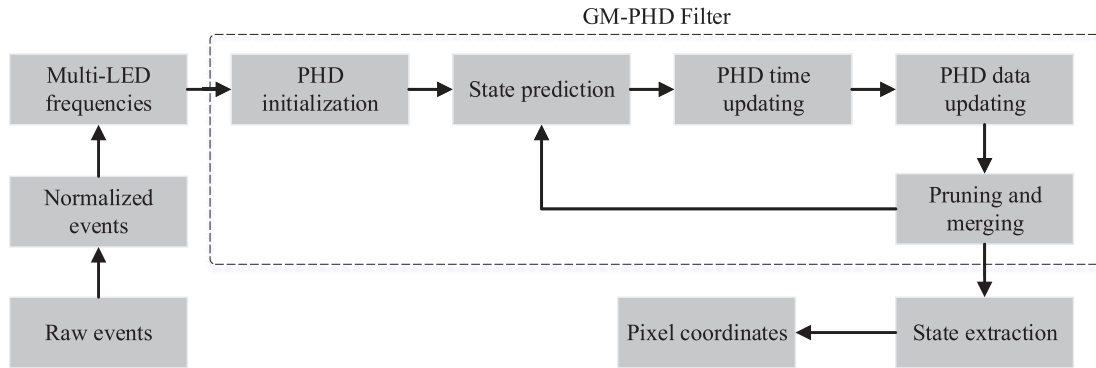 GM-PHD Filter
Multi-LED
frequencies
PHD
initialization
State prediction
PHD time
updating
PHD data
updating
Normalized
events
Pruning and
merging
Raw events
Pixel coordinates
State extraction